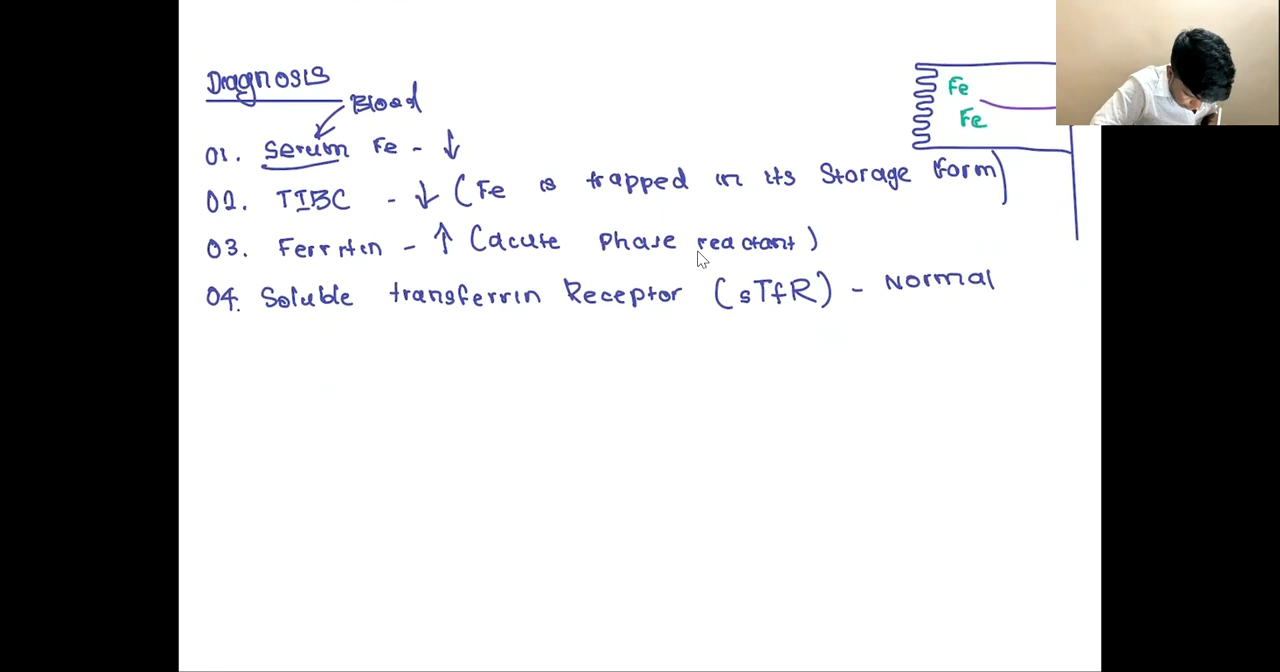 Diagnosis
Blood
01. Serum Fe - ↓
02. TIBC - ↓ (Fe is trapped in its storage form)
03. Ferritin - ↑ (acute phase reactant)
04. Soluble transferrin Receptor (sTfR) - Normal
Fe
Fe